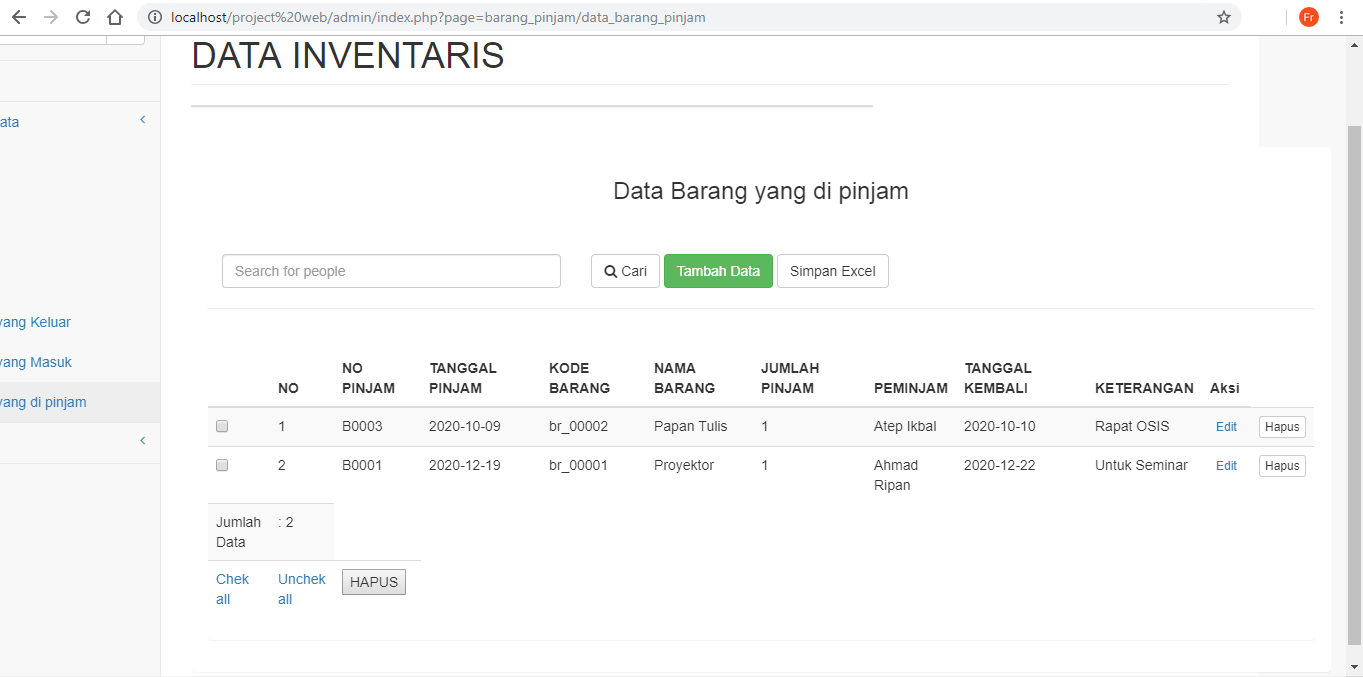 localhost/project%20web/admin/index.php?page=barang_pinjam/data_barang_pinjam
Fr
DATA INVENTARIS
ata
yang Keluar
yang Masuk
yang di pinjam
Data Barang yang di pinjam
Search for people Cari Tambah Data Simpan Excel
NO NO PINJAM TANGGAL PINJAM KODE BARANG NAMA BARANG JUMLAH PINJAM PEMINJAM TANGGAL KEMBALI KETERANGAN Aksi
1 B0003 2020-10-09 br_00002 Papan Tulis 1 Atep Ikbal 2020-10-10 Rapat OSIS Edit Hapus
2 B0001 2020-12-19 br_00001 Proyektor 1 Ahmad Ripan 2020-12-22 Untuk Seminar Edit Hapus
Jumlah Data : 2
Chek all Unchek all HAPUS